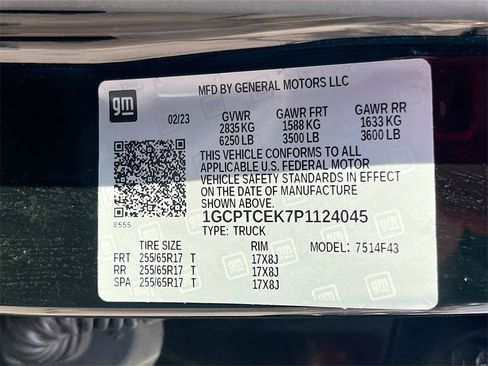 gm
MFD BY GENERAL MOTORS LLC
02/23 GVWR GAWR FRT GAWR RR
2835 KG 1588 KG 1633 KG
6250 LB 3500 LB 3600 LB
THIS VEHICLE CONFORMS TO ALL
APPLICABLE U.S. FEDERAL MOTOR
VEHICLE SAFETY STANDARDS IN EFFECT
ON THE DATE OF MANUFACTURE
SHOWN ABOVE.
1GCPTCEK7P1124045
8555 TYPE: TRUCK
TIRE SIZE RIM MODEL: 7514F43
FRT 255/65R17 T 17X8J
RR 255/65R17 T 17X8J
SPA 255/65R17 T 17X8J